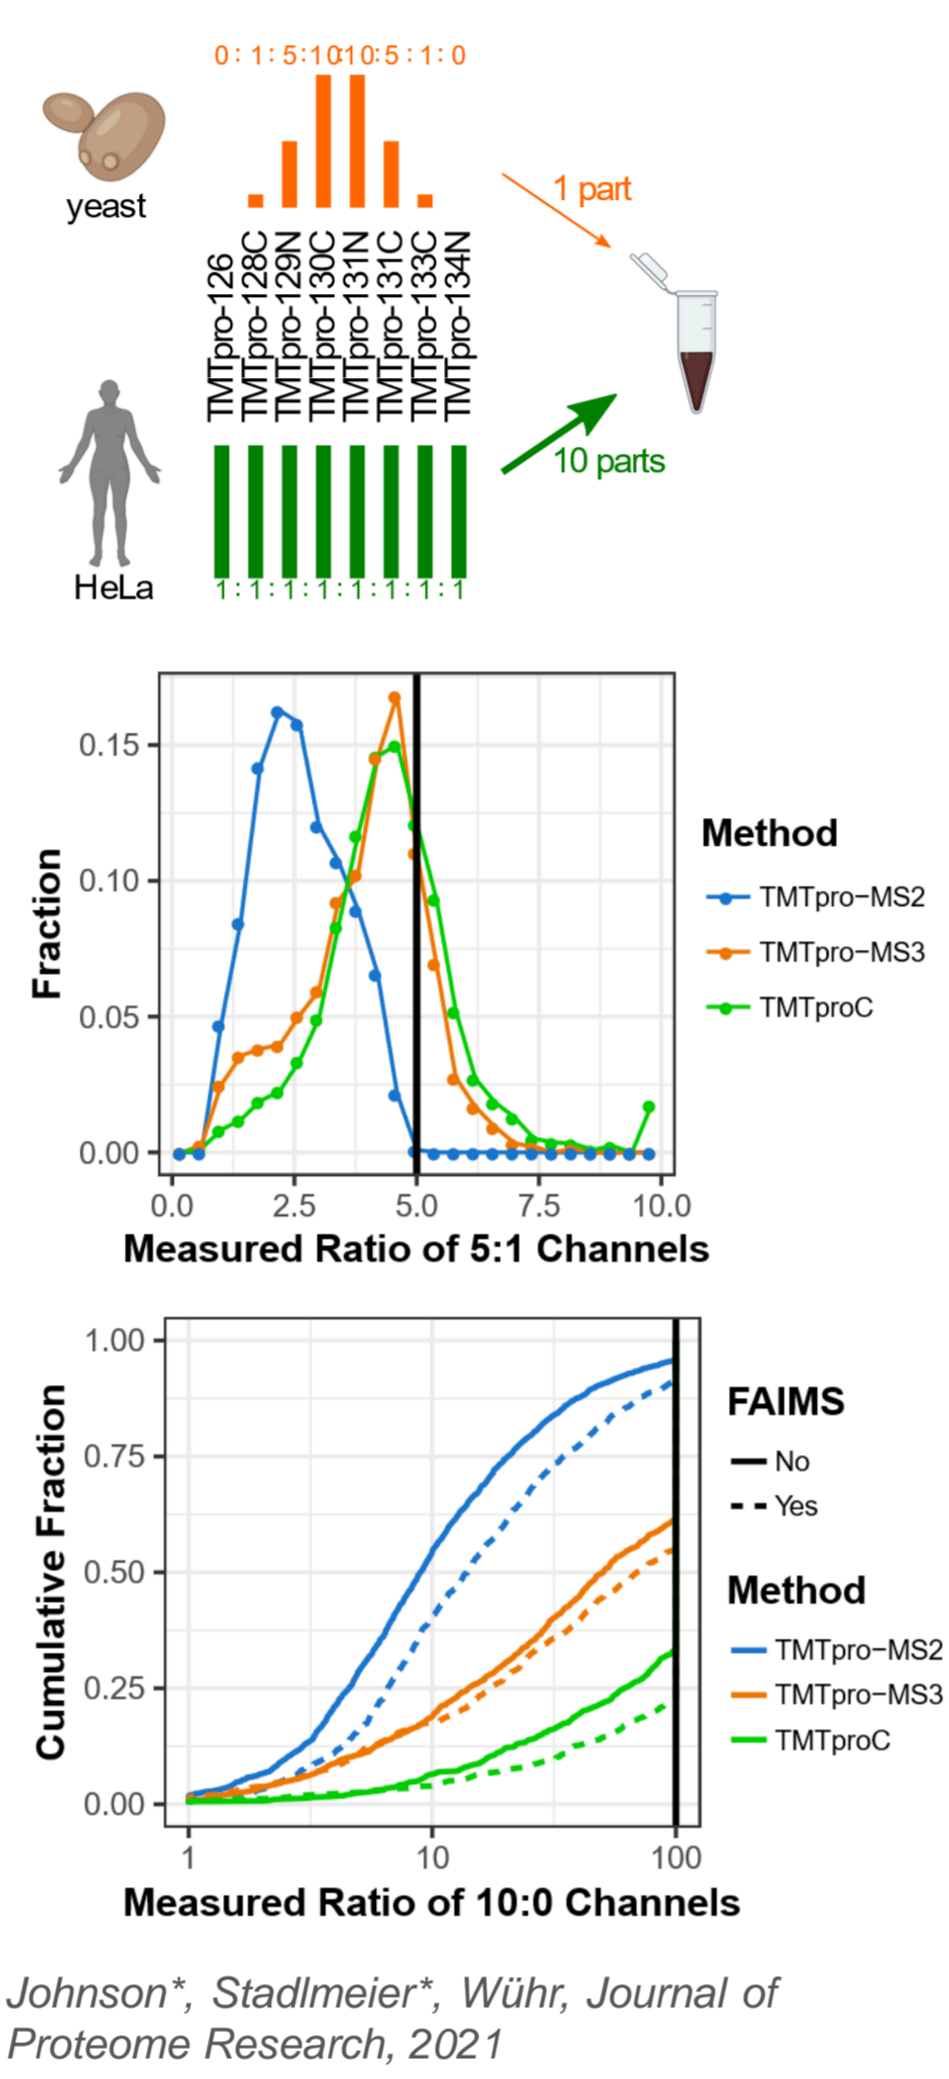 0 : 1 : 5 : 10:10 : 5 : 1 : 0
yeast
1 part
TMTpro-126
TMTpro-128C
TMTpro-129N
TMTpro-130C
TMTpro-131N
TMTpro-131C
TMTpro-133C
TMTpro-134N
10 parts
HeLa
1 : 1 : 1 : 1 : 1 : 1 : 1 : 1
Fraction
0.15
0.10
0.05
0.00
0.0 2.5 5.0 7.5 10.0
Measured Ratio of 5:1 Channels
Method
TMTpro−MS2
TMTpro−MS3
TMTproC
Cumulative Fraction
1.00
0.75
0.50
0.25
0.00
1 10 100
Measured Ratio of 10:0 Channels
FAIMS
No
Yes
Method
TMTpro−MS2
TMTpro−MS3
TMTproC
Johnson*, Stadlmeier*, Wühr, Journal of
Proteome Research, 2021